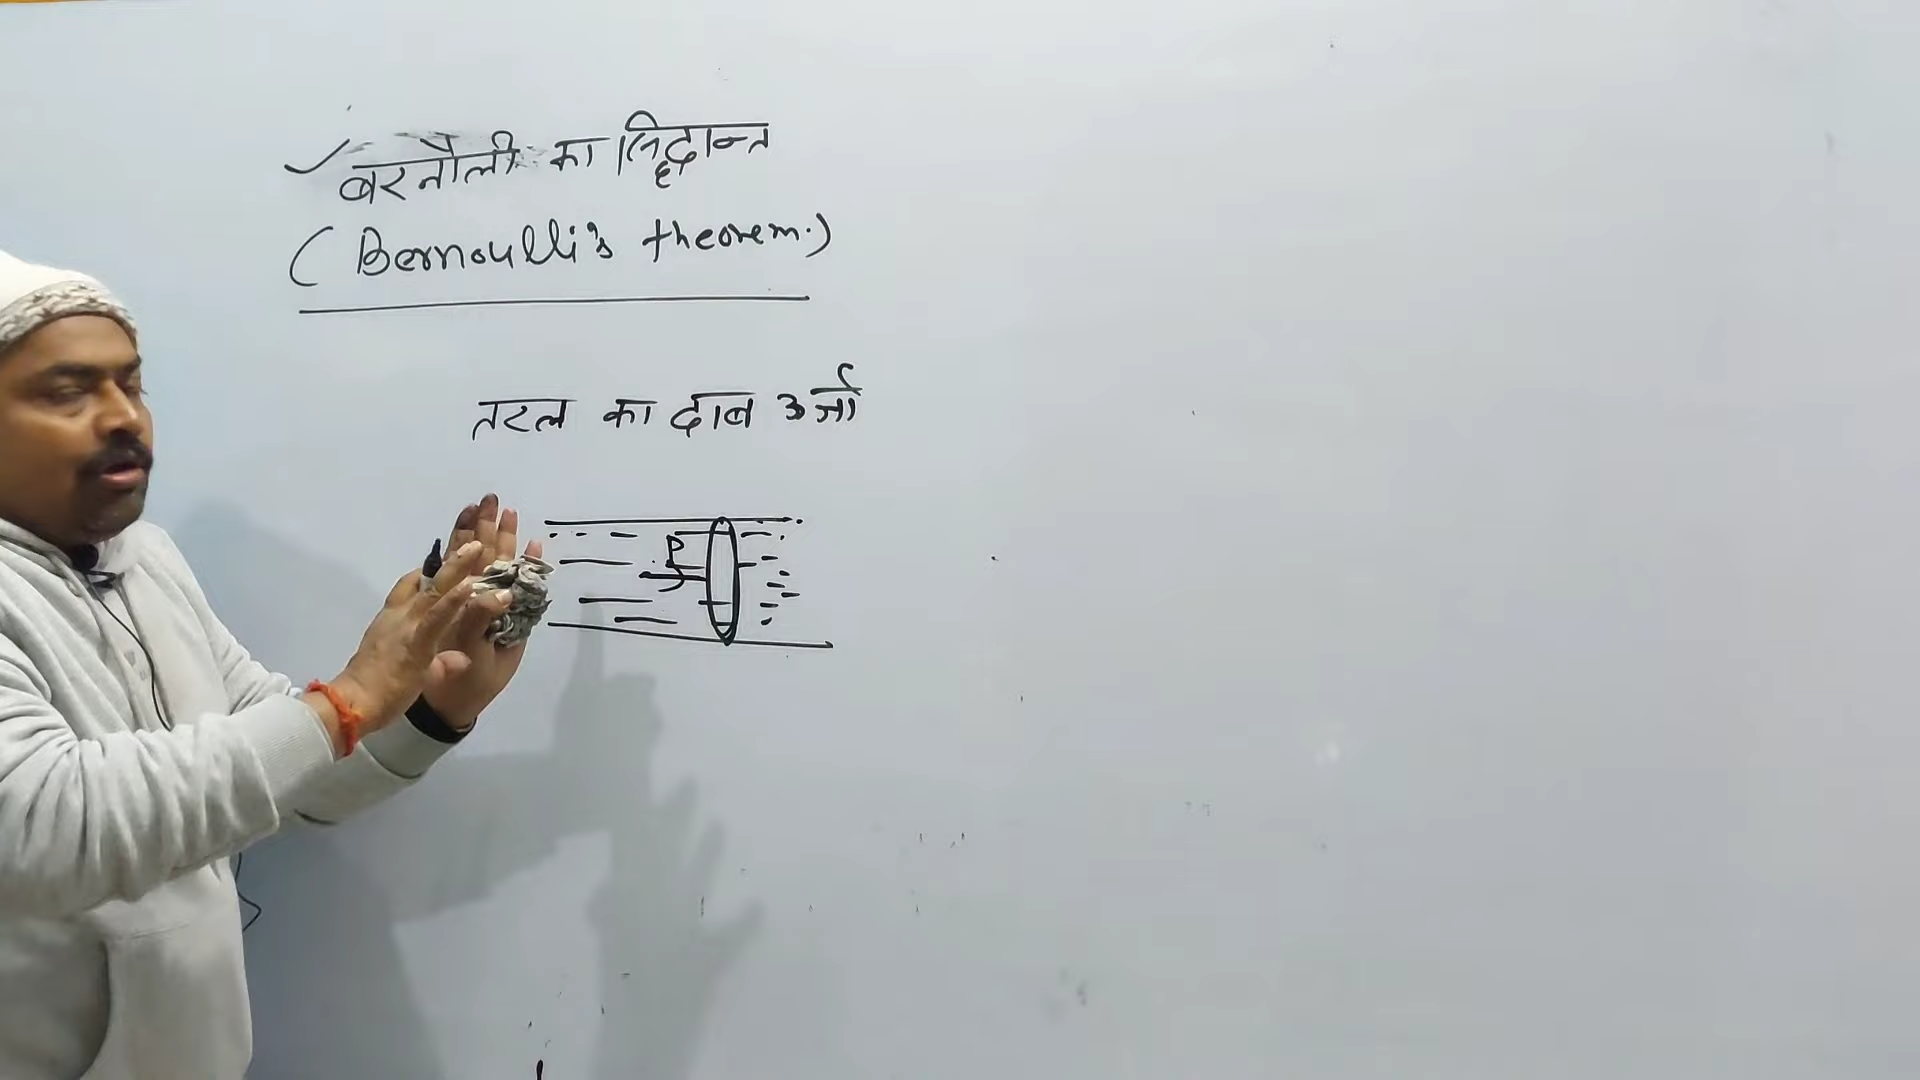 बरनौली का सिद्धान्त
(Bernoulli's theorem.)
तरल का दाब ऊर्जा
P